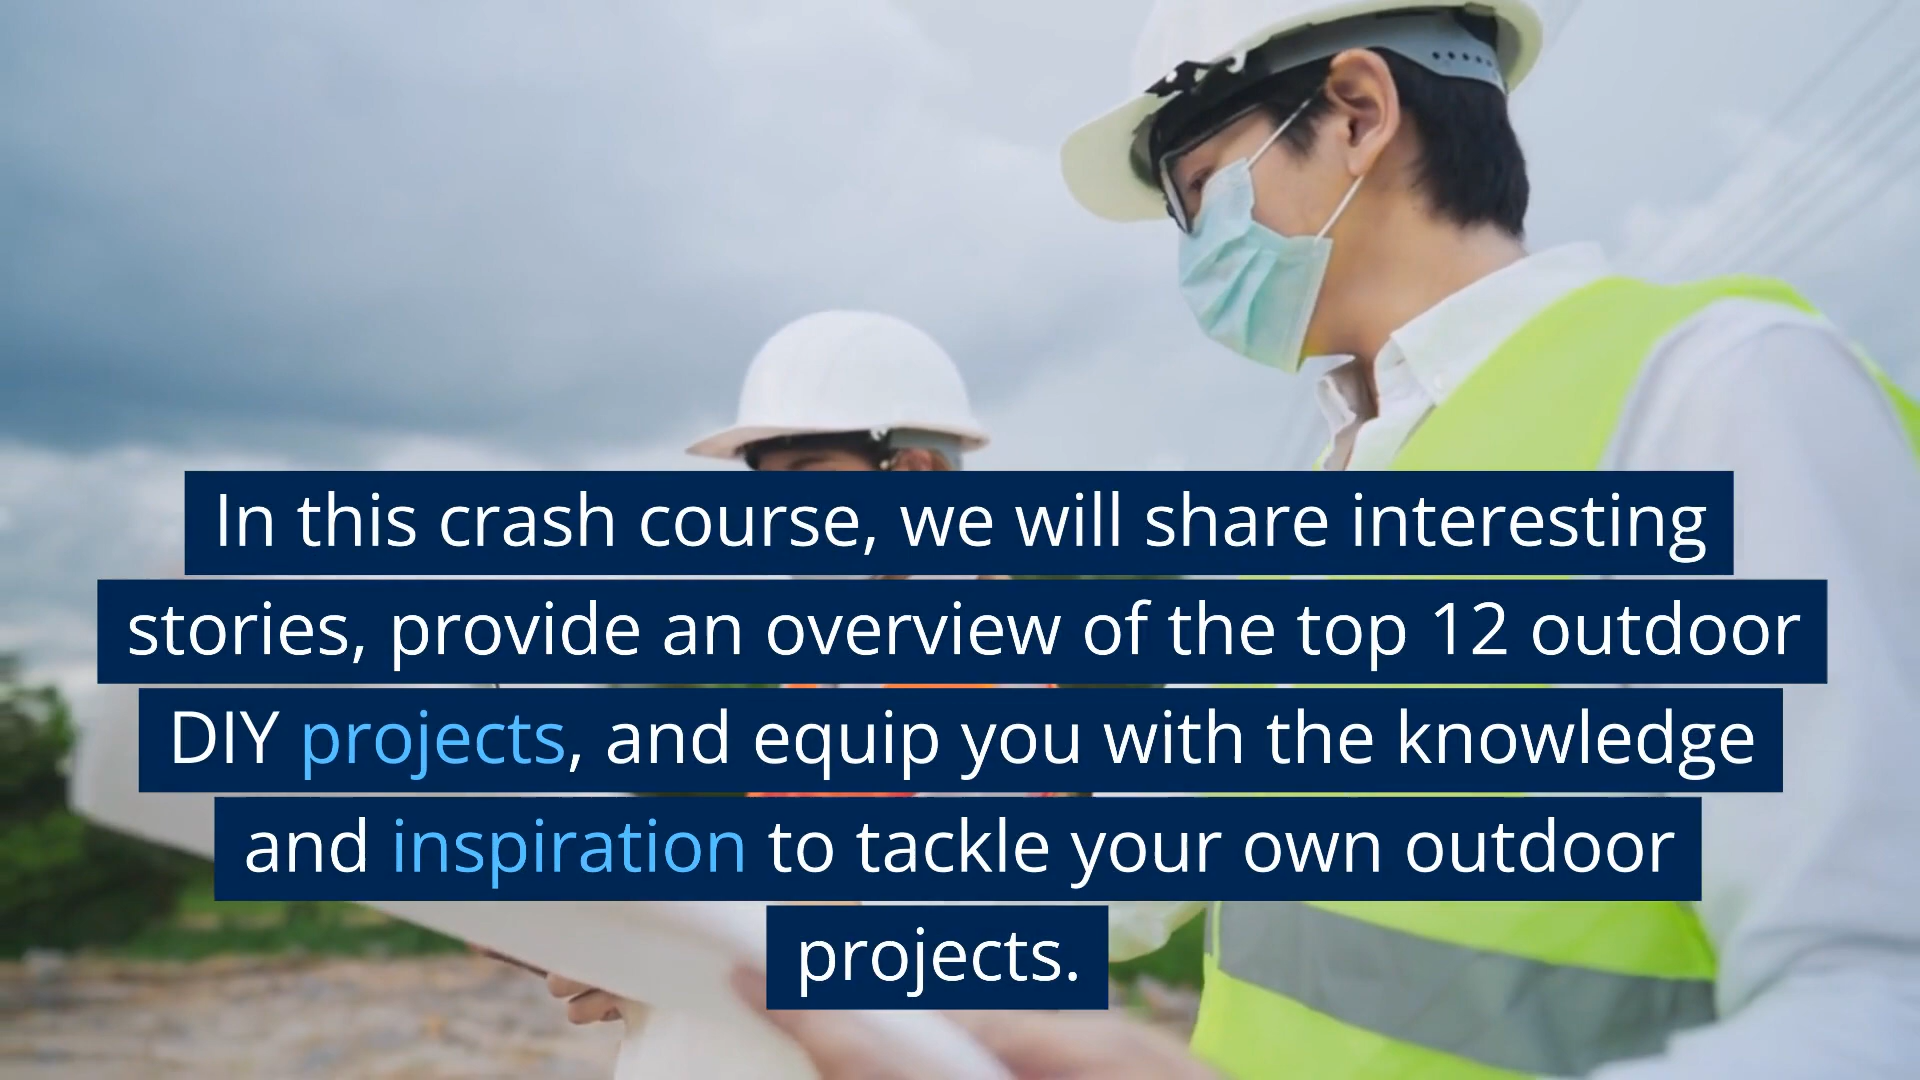 In this crash course, we will share interesting
stories, provide an overview of the top 12 outdoor
DIY projects, and equip you with the knowledge
and inspiration to tackle your own outdoor
projects.